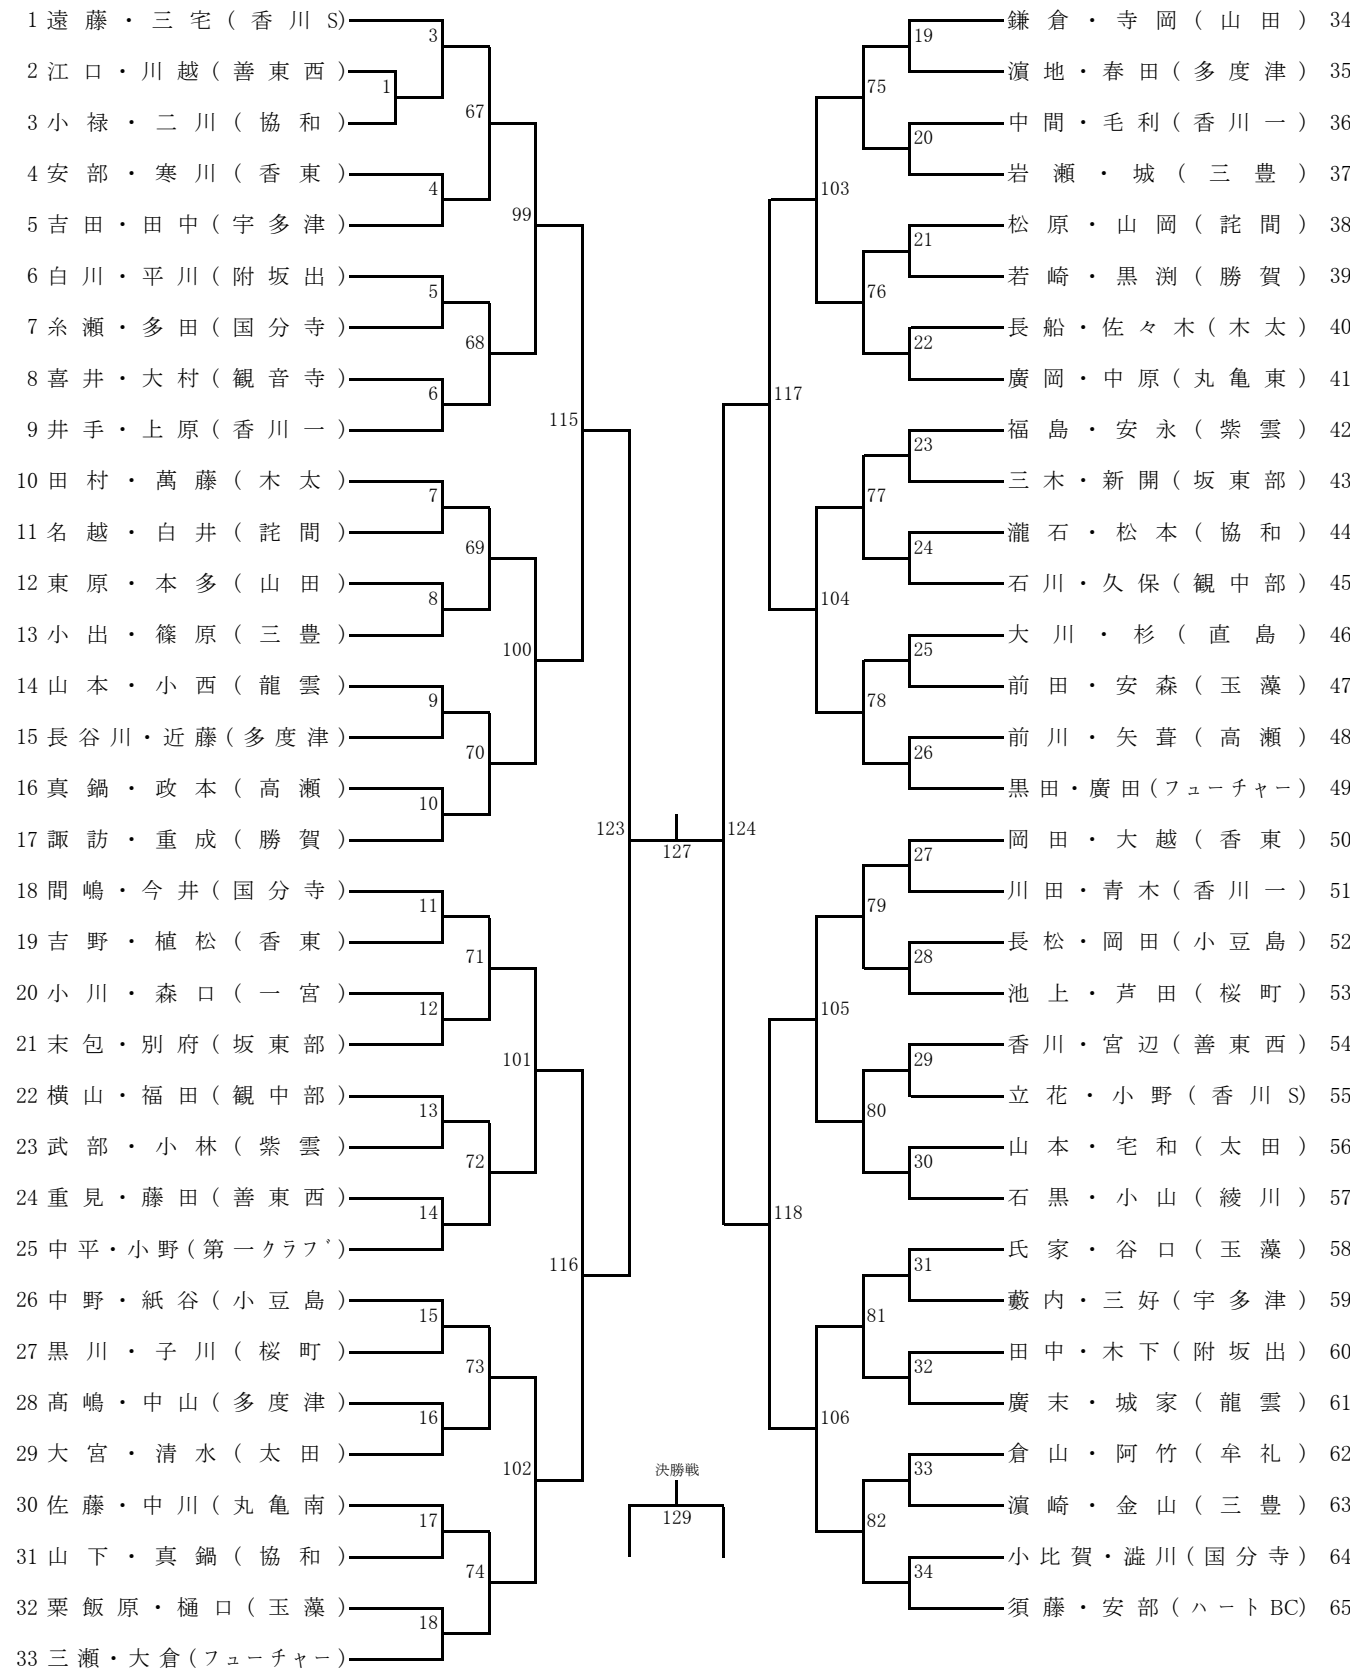 1 遠藤・三宅(香川S)
3
2 江口・川越(善東西)
1
3 小禄・二川(協和)
67
4 安部・寒川(香東)
4
5 吉田・田中(宇多津)
99
6 白川・平川(附坂出)
5
7 糸瀬・多田(国分寺)
68
8 喜井・大村(観音寺)
6
9 井手・上原(香川一)
115
10 田村・萬藤(木太)
7
11 名越・白井(詫間)
69
12 東原・本多(山田)
8
13 小出・篠原(三豊)
100
14 山本・小西(龍雲)
9
15 長谷川・近藤(多度津)
70
16 真鍋・政本(高瀬)
10
17 諏訪・重成(勝賀)
123
18 間嶋・今井(国分寺)
11
19 吉野・植松(香東)
71
20 小川・森口(一宮)
12
21 末包・別府(坂東部)
101
22 横山・福田(観中部)
13
23 武部・小林(紫雲)
72
24 重見・藤田(善東西)
14
25 中平・小野(第一クラブ)
116
26 中野・紙谷(小豆島)
15
27 黒川・子川(桜町)
73
28 髙嶋・中山(多度津)
16
29 大宮・清水(太田)
102
30 佐藤・中川(丸亀南)
17
31 山下・真鍋(協和)
74
32 粟飯原・樋口(玉藻)
18
33 三瀬・大倉(フューチャー)
127
決勝戦
129
鎌倉・寺岡(山田) 34
19
濵地・春田(多度津) 35
75
中間・毛利(香川一) 36
20
岩瀬・城(三豊) 37
103
松原・山岡(詫間) 38
21
若崎・黒渕(勝賀) 39
76
長船・佐々木(木太) 40
22
廣岡・中原(丸亀東) 41
117
福島・安永(紫雲) 42
23
三木・新開(坂東部) 43
77
瀧石・松本(協和) 44
24
石川・久保(観中部) 45
104
大川・杉(直島) 46
25
前田・安森(玉藻) 47
78
前川・矢葺(高瀬) 48
26
黒田・廣田(フューチャー) 49
124
岡田・大越(香東) 50
27
川田・青木(香川一) 51
79
長松・岡田(小豆島) 52
28
池上・芦田(桜町) 53
105
香川・宮辺(善東西) 54
29
立花・小野(香川S) 55
80
山本・宅和(太田) 56
30
石黒・小山(綾川) 57
118
氏家・谷口(玉藻) 58
31
藪内・三好(宇多津) 59
81
田中・木下(附坂出) 60
32
廣末・城家(龍雲) 61
106
倉山・阿竹(牟礼) 62
33
濵崎・金山(三豊) 63
82
小比賀・澁川(国分寺) 64
34
須藤・安部(ハートBC) 65